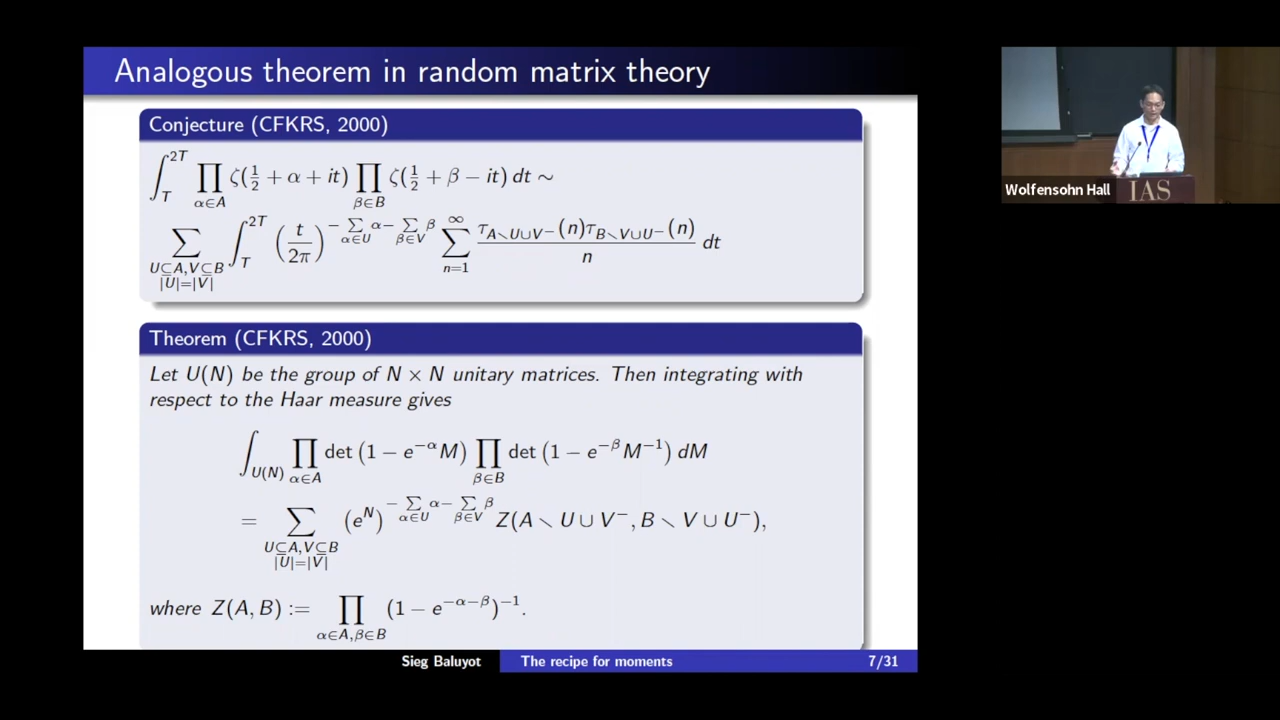 Analogous theorem in random matrix theory
Conjecture (CFKRS, 2000)
∫_T^{2T} ∏_{α∈A} ζ(½ + α + it) ∏_{β∈B} ζ(½ + β − it) dt ∼
∑_{U⊆A,V⊆B |U|=|V|} ∫_T^{2T} (t/2π)^{−∑_{α∈U} α − ∑_{β∈V} β} ∑_{n=1}^∞ τ_{A∖U∪V⁻}(n)τ_{B∖V∪U⁻}(n)/n dt
Theorem (CFKRS, 2000)
Let U(N) be the group of N × N unitary matrices. Then integrating with
respect to the Haar measure gives
∫_{U(N)} ∏_{α∈A} det (1 − e^{−α}M) ∏_{β∈B} det (1 − e^{−β}M^{−1}) dM
= ∑_{U⊆A,V⊆B |U|=|V|} (e^N)^{−∑_{α∈U} α − ∑_{β∈V} β} Z(A ∖ U ∪ V⁻, B ∖ V ∪ U⁻),
where Z(A, B) := ∏_{α∈A,β∈B} (1 − e^{−α−β})^{−1}.
Sieg Baluyot The recipe for moments 7/31
Wolfensohn Hall
IAS